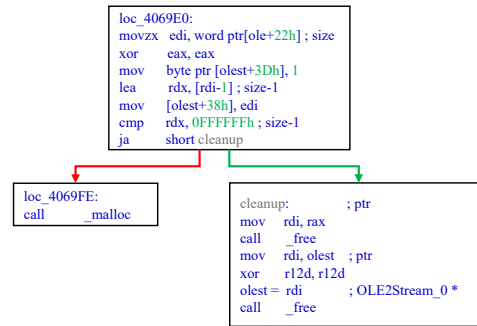 loc_4069E0:
movzx edi, word ptr[ole+22h] ; size
xor eax, eax
mov byte ptr [olest+3Dh], 1
lea rdx, [rdi-1] ; size-1
mov [olest+38h], edi
cmp rdx, 0FFFFFFh ; size-1
ja short cleanup
loc_4069FE:
call _malloc
cleanup: ; ptr
mov rdi, rax
call _free
mov rdi, olest ; ptr
xor r12d, r12d
olest = rdi ; OLE2Stream_0 *
call _free